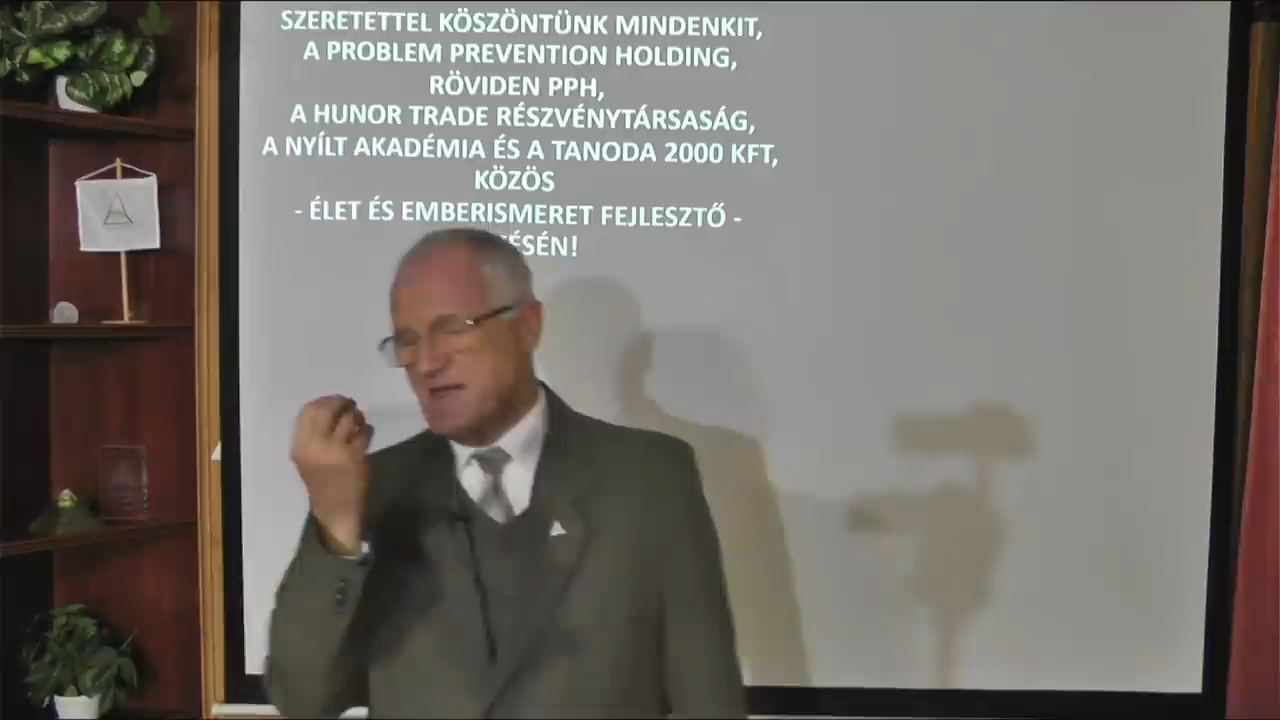 SZERETETTEL KÖSZÖNTÜNK MINDENKIT,
A PROBLEM PREVENTION HOLDING,
RÖVIDEN PPH,
A HUNOR TRADE RÉSZVÉNYTÁRSASÁG,
A NYÍLT AKADÉMIA ÉS A TANODA 2000 KFT,
KÖZÖS
- ÉLET ÉS EMBERISMERET FEJLESZTŐ -